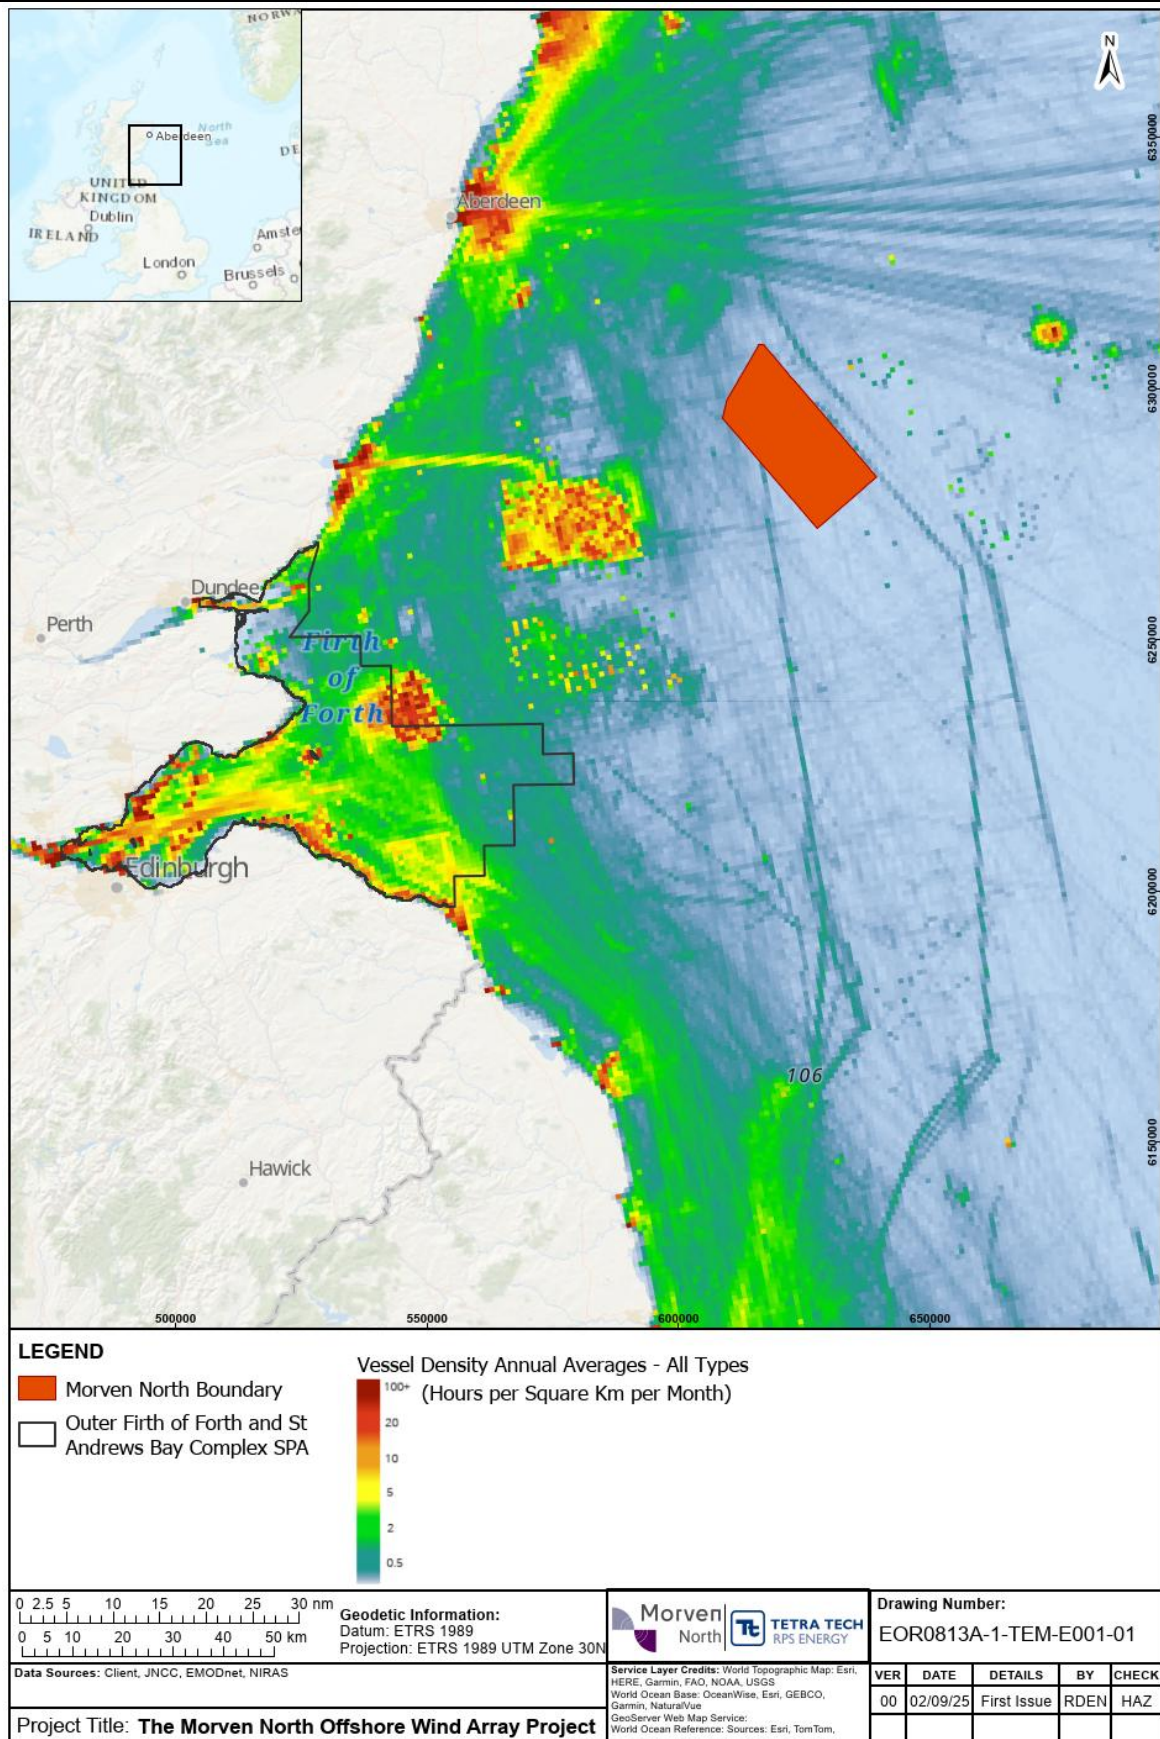 NORWA
Aberdeen
North
Sea
DE
UNITED
KINGDOM
Dublin
IRELAND
Amste
London
Brussels
N
6350000
Aberdeen
6300000
Dundee
Perth
Firth
of
Forth
6250000
Edinburgh
6200000
106
6150000
Hawick
500000
550000
600000
650000
LEGEND
Morven North Boundary
Outer Firth of Forth and St
Andrews Bay Complex SPA
Vessel Density Annual Averages - All Types
(Hours per Square Km per Month)
100+
20
10
5
2
0.5
0 2.5 5 10 15 20 25 30 nm
0 5 10 20 30 40 50 km
Geodetic Information:
Datum: ETRS 1989
Projection: ETRS 1989 UTM Zone 30N
Data Sources: Client, JNCC, EMODnet, NIRAS
Project Title: The Morven North Offshore Wind Array Project
Morven
North
Tt
TETRA TECH
RPS ENERGY
Service Layer Credits: World Topographic Map: Esri,
HERE, Garmin, FAO, NOAA, USGS
World Ocean Base: OceanWise, Esri, GEBCO,
Garmin, NaturalVue
GeoServer Web Map Service:
World Ocean Reference: Sources: Esri, TomTom,
Drawing Number:
EOR0813A-1-TEM-E001-01
VER DATE DETAILS BY CHECK
00 02/09/25 First Issue RDEN HAZ